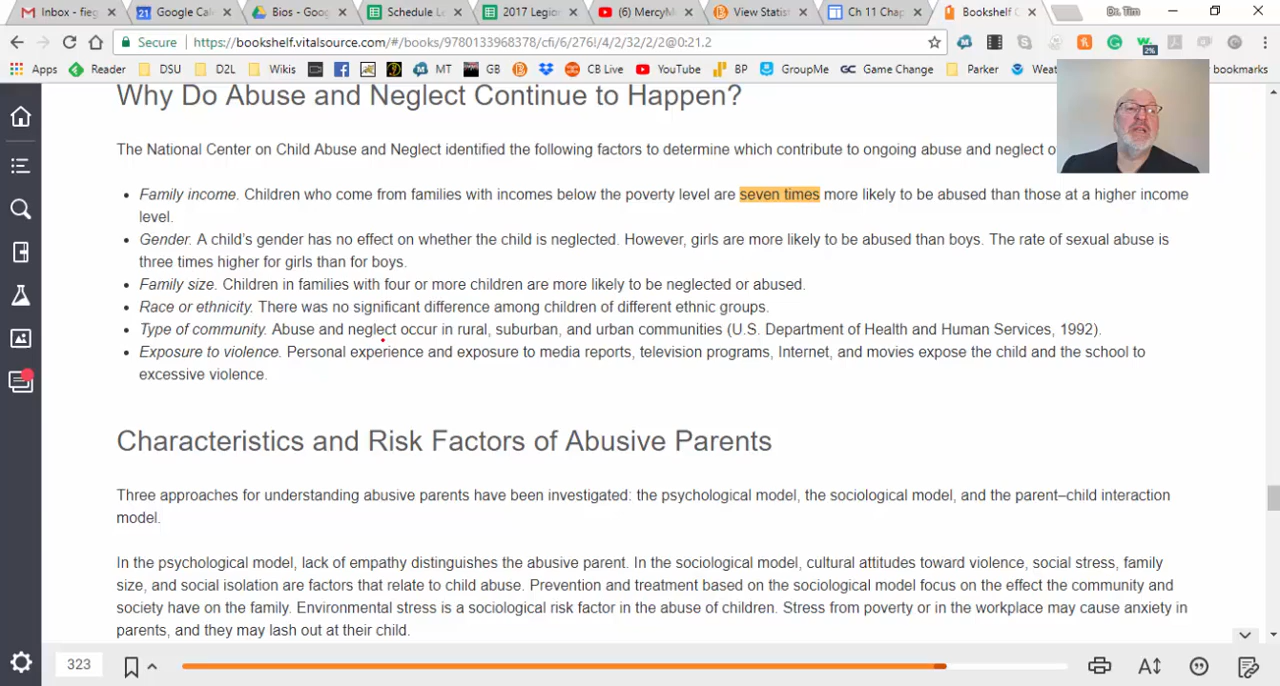 Inbox - fieg
Google Cal
Bios - Goog
Schedule Le
2017 Legion
(6) MercyM
View Statist
Ch 11 Chap
Bookshelf O
Dr. Tim
Secure
https://bookshelf.vitalsource.com/#/books/9780133968378/cfi/6/276!/4/2/32/2/2@0:21.2
2%
Apps
Reader
DSU
D2L
Wikis
MT
GB
CB Live
YouTube
BP
GroupMe
GC Game Change
Parker
Weat
bookmarks
Why Do Abuse and Neglect Continue to Happen?
The National Center on Child Abuse and Neglect identified the following factors to determine which contribute to ongoing abuse and neglect o
• Family income. Children who come from families with incomes below the poverty level are seven times more likely to be abused than those at a higher income
level.
• Gender. A child's gender has no effect on whether the child is neglected. However, girls are more likely to be abused than boys. The rate of sexual abuse is
three times higher for girls than for boys.
• Family size. Children in families with four or more children are more likely to be neglected or abused.
• Race or ethnicity. There was no significant difference among children of different ethnic groups.
• Type of community. Abuse and neglect occur in rural, suburban, and urban communities (U.S. Department of Health and Human Services, 1992).
• Exposure to violence. Personal experience and exposure to media reports, television programs, Internet, and movies expose the child and the school to
excessive violence.
Characteristics and Risk Factors of Abusive Parents
Three approaches for understanding abusive parents have been investigated: the psychological model, the sociological model, and the parent–child interaction
model.
In the psychological model, lack of empathy distinguishes the abusive parent. In the sociological model, cultural attitudes toward violence, social stress, family
size, and social isolation are factors that relate to child abuse. Prevention and treatment based on the sociological model focus on the effect the community and
society have on the family. Environmental stress is a sociological risk factor in the abuse of children. Stress from poverty or in the workplace may cause anxiety in
parents, and they may lash out at their child.
323